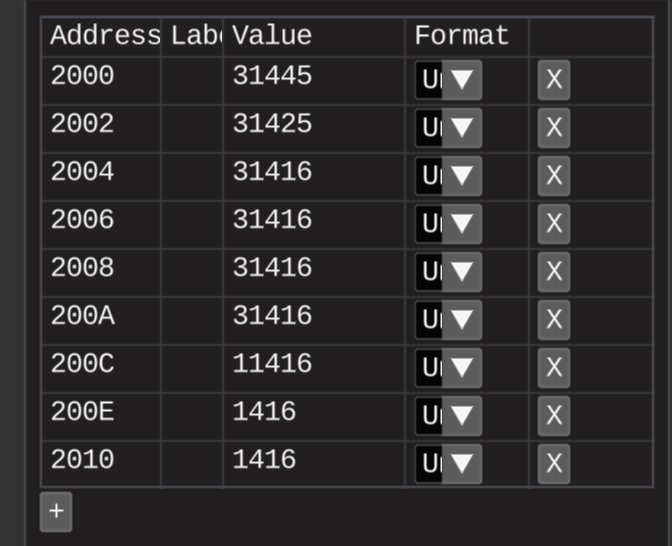 Address Lab Value Format
2000 31445 U X
2002 31425 U X
2004 31416 U X
2006 31416 U X
2008 31416 U X
200A 31416 U X
200C 11416 U X
200E 1416 U X
2010 1416 U X
+